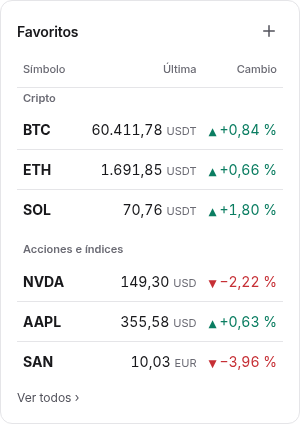 Favoritos +
Símbolo Última Cambio
Cripto
BTC 60.411,78 USDT ▲+0,84 %
ETH 1.691,85 USDT ▲+0,66 %
SOL 70,76 USDT ▲+1,80 %
Acciones e índices
NVDA 149,30 USD ▼−2,22 %
AAPL 355,58 USD ▲+0,63 %
SAN 10,03 EUR ▼−3,96 %
Ver todos ›